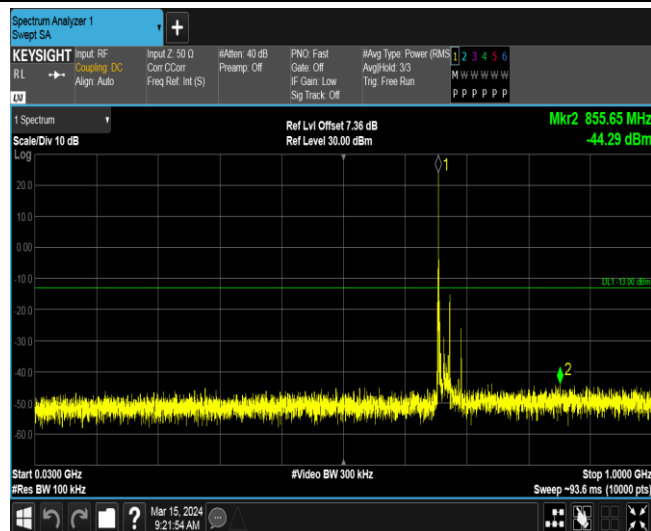 Spectrum Analyzer 1
Swept SA
KEYSIGHT
RL
LXI
Input: RF
Coupling: DC
Align: Auto
Input Z: 50 Ω
Corr CCorr
Freq Ref: Int (S)
#Atten: 40 dB
Preamp: Off
PNO: Fast
Gate: Off
IF Gain: Low
Sig Track: Off
#Avg Type: Power (RMS
Avg|Hold: 3/3
Trig: Free Run
1 2 3 4 5 6
M W W W W W
P P P P P P
1 Spectrum
Scale/Div 10 dB
Ref Lvl Offset 7.36 dB
Ref Level 30.00 dBm
Mkr2 855.65 MHz
-44.29 dBm
Log
20.0
10.0
0.00
-10.0
-20.0
-30.0
-40.0
-50.0
-60.0
1
DL1 -13.00 dBm
2
Start 0.0300 GHz
#Res BW 100 kHz
#Video BW 300 kHz
Stop 1.0000 GHz
Sweep ~93.6 ms (10000 pts)
Mar 15, 2024
9:21:54 AM